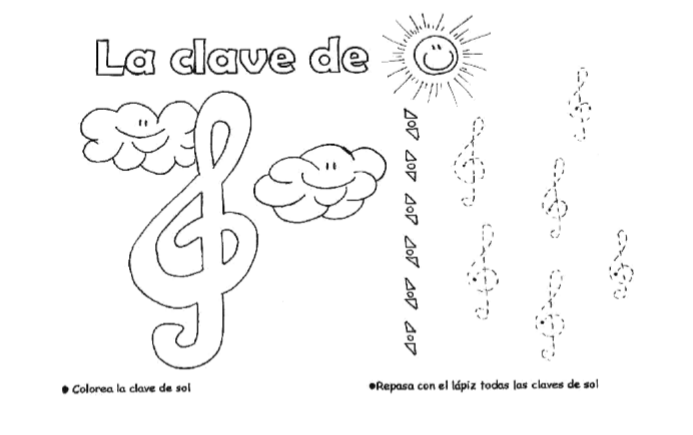 La clave de
● Colorea la clave de sol
●Repasa con el lápiz todas las claves de sol